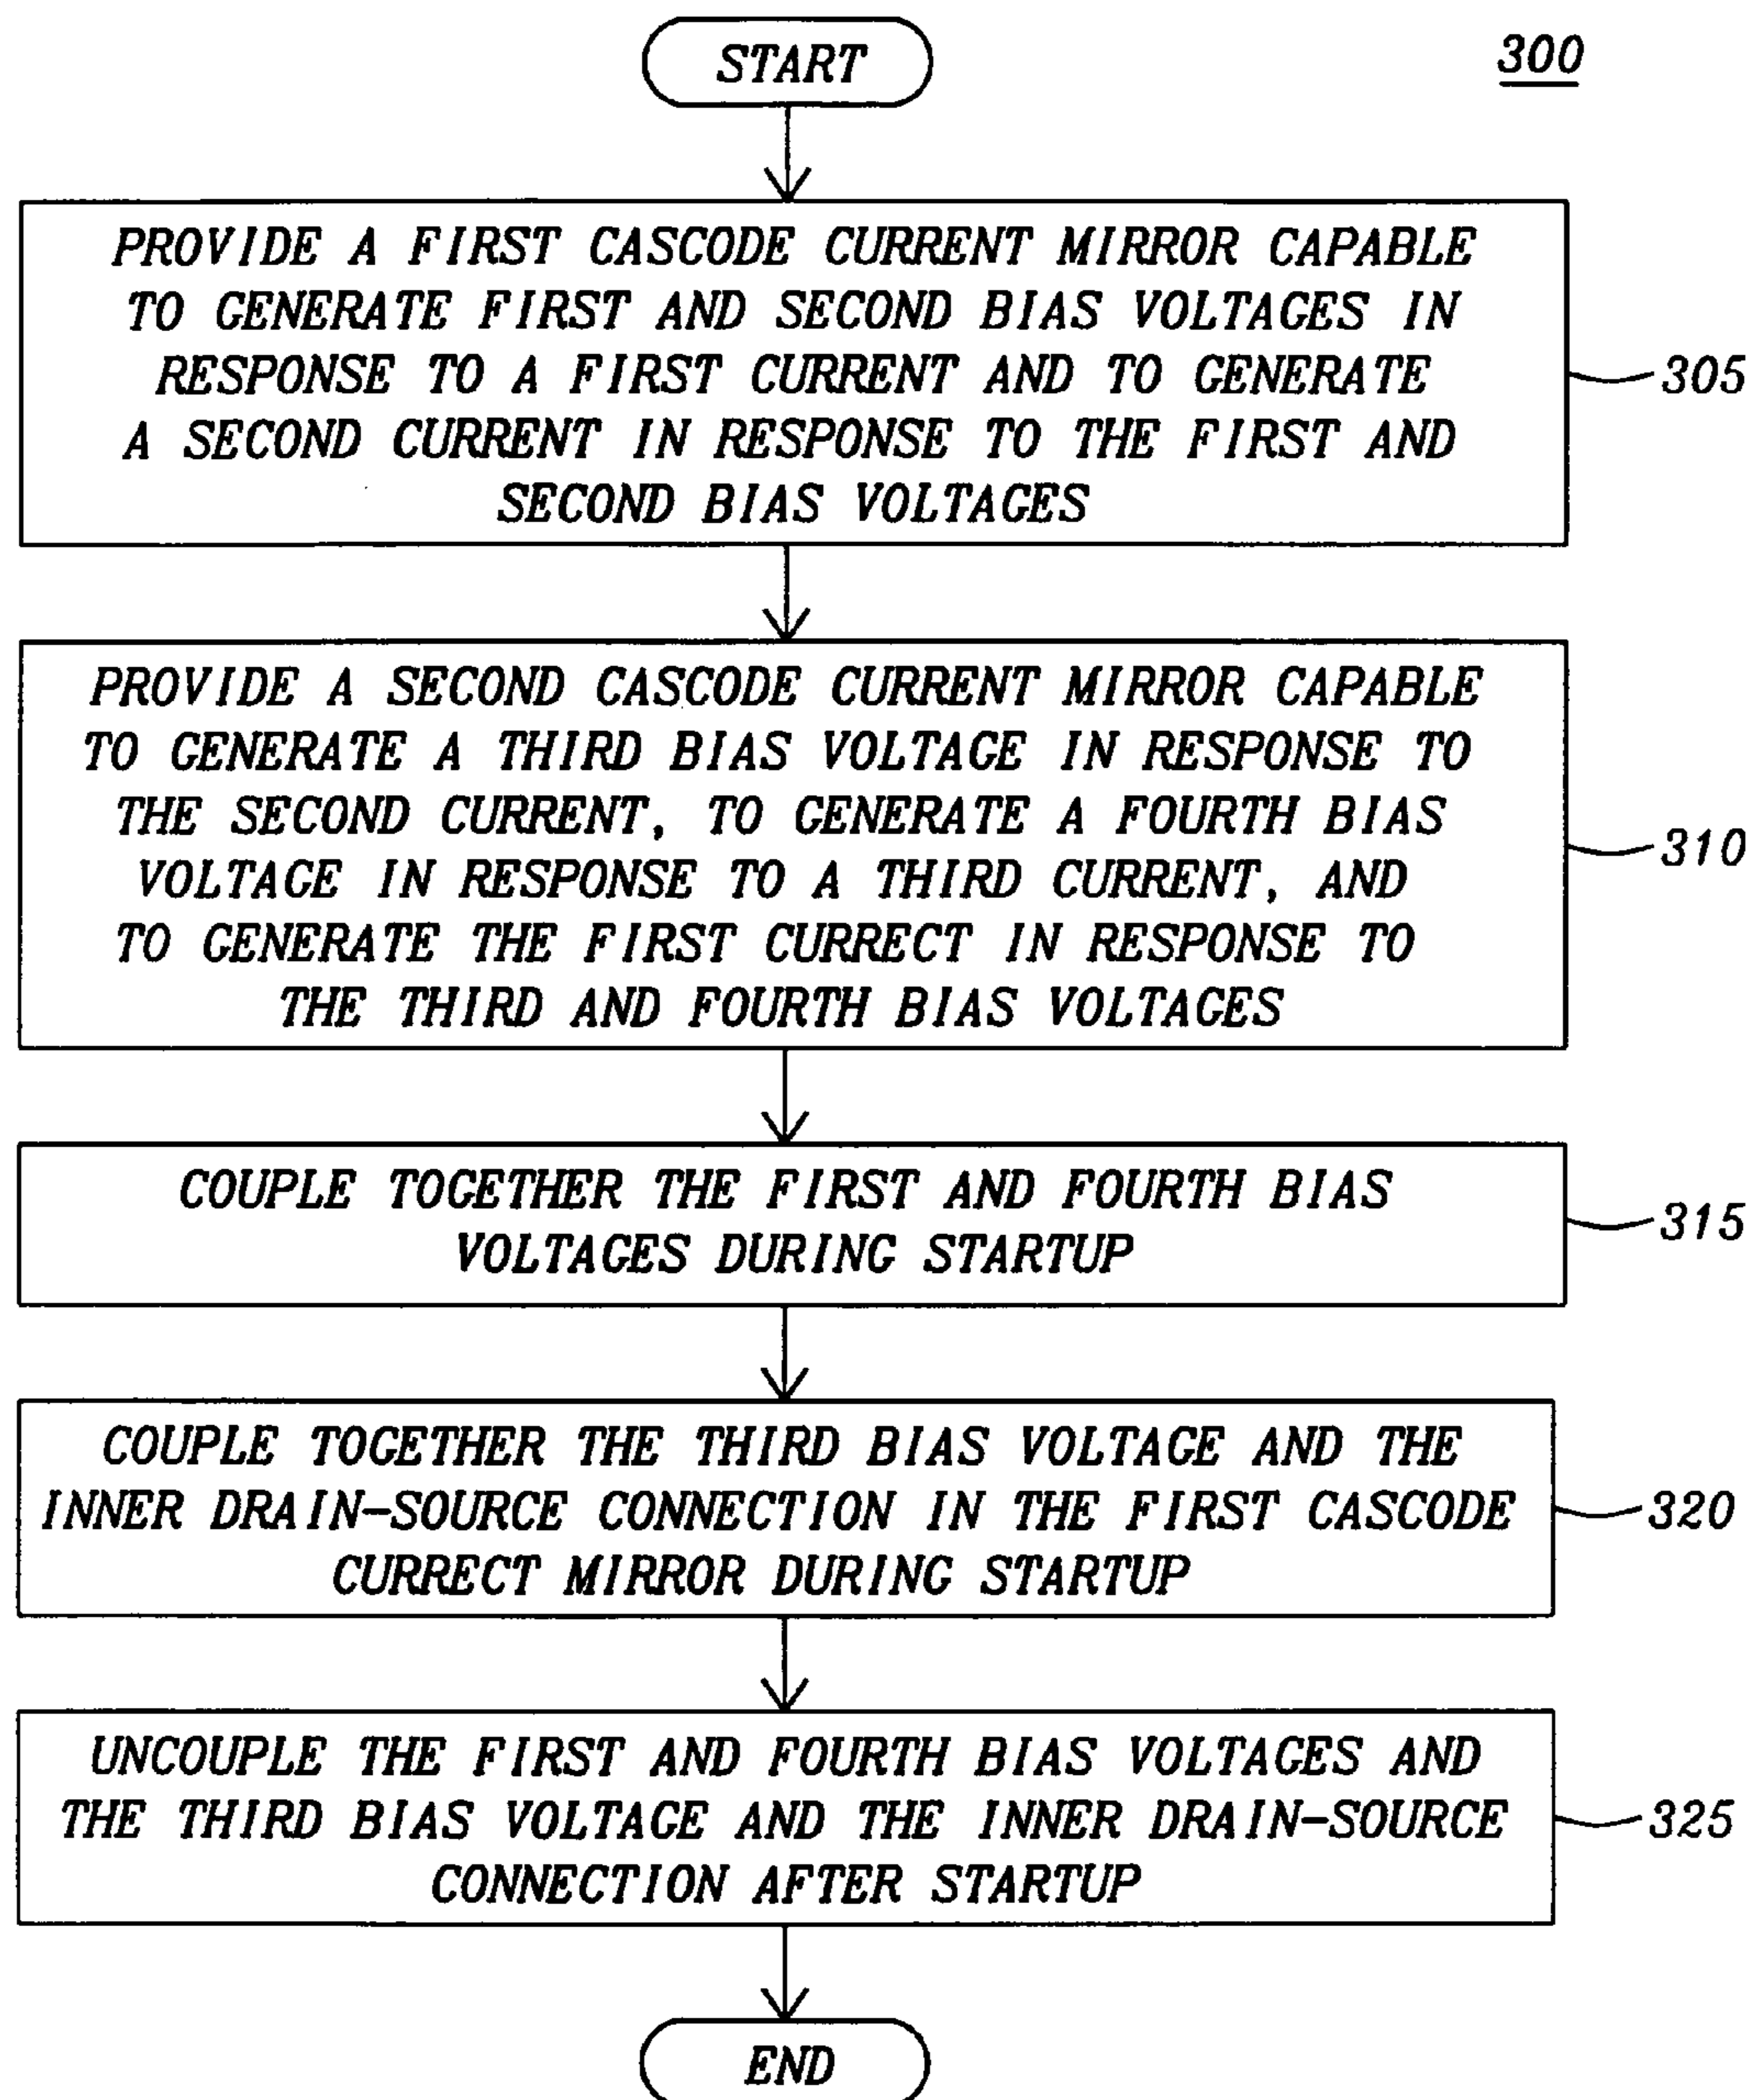 START
300
PROVIDE A FIRST CASCODE CURRENT MIRROR CAPABLE
TO GENERATE FIRST AND SECOND BIAS VOLTAGES IN
RESPONSE TO A FIRST CURRENT AND TO GENERATE
A SECOND CURRENT IN RESPONSE TO THE FIRST AND
SECOND BIAS VOLTAGES
305
PROVIDE A SECOND CASCODE CURRENT MIRROR CAPABLE
TO GENERATE A THIRD BIAS VOLTAGE IN RESPONSE TO
THE SECOND CURRENT, TO GENERATE A FOURTH BIAS
VOLTAGE IN RESPONSE TO A THIRD CURRENT, AND
TO GENERATE THE FIRST CURRECT IN RESPONSE TO
THE THIRD AND FOURTH BIAS VOLTAGES
310
COUPLE TOGETHER THE FIRST AND FOURTH BIAS
VOLTAGES DURING STARTUP
315
COUPLE TOGETHER THE THIRD BIAS VOLTAGE AND THE
INNER DRAIN-SOURCE CONNECTION IN THE FIRST CASCODE
CURRECT MIRROR DURING STARTUP
320
UNCOUPLE THE FIRST AND FOURTH BIAS VOLTAGES AND
THE THIRD BIAS VOLTAGE AND THE INNER DRAIN-SOURCE
CONNECTION AFTER STARTUP
325
END